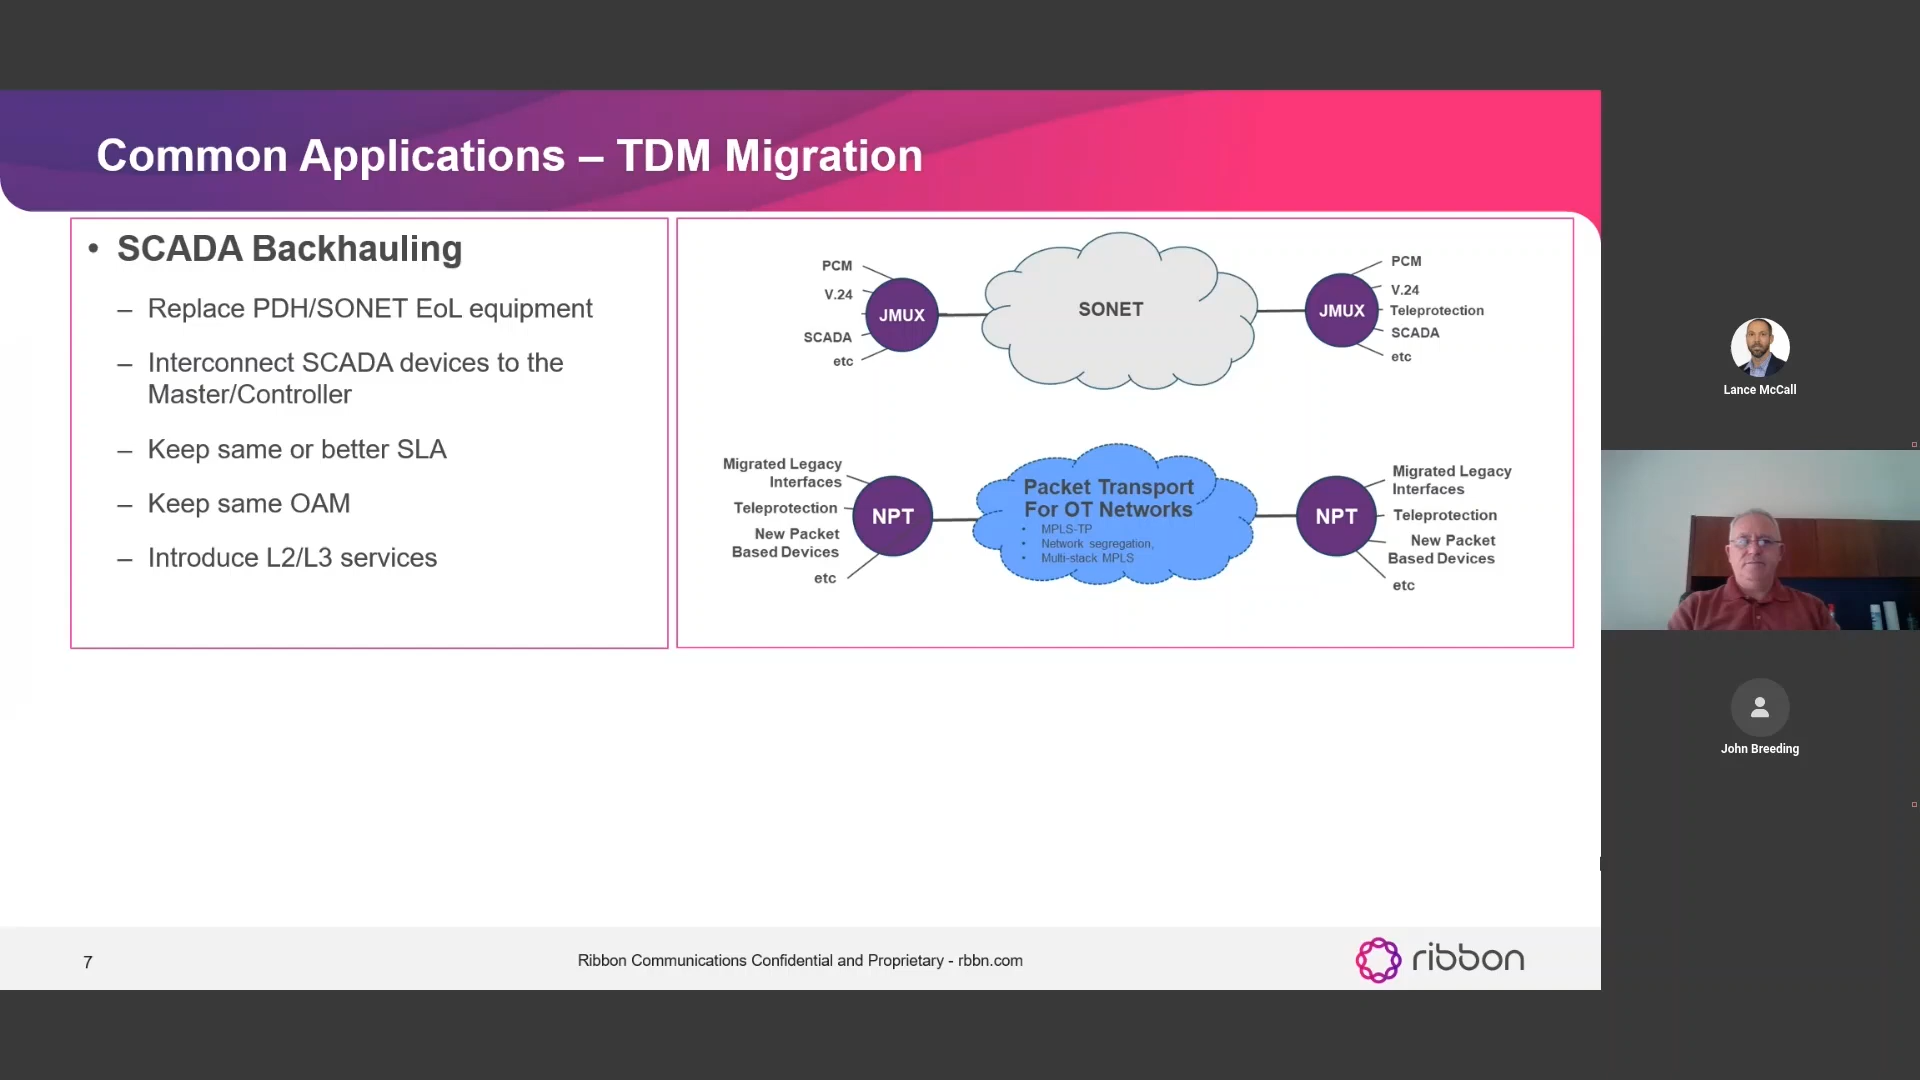 Common Applications – TDM Migration
• SCADA Backhauling
– Replace PDH/SONET EoL equipment
– Interconnect SCADA devices to the
Master/Controller
– Keep same or better SLA
– Keep same OAM
– Introduce L2/L3 services
PCM
V.24
SCADA
etc
JMUX
SONET
JMUX
PCM
V.24
Teleprotection
SCADA
etc
Migrated Legacy
Interfaces
Teleprotection
New Packet
Based Devices
etc
NPT
Packet Transport
For OT Networks
• MPLS-TP
• Network segregation,
• Multi-stack MPLS
NPT
Migrated Legacy
Interfaces
Teleprotection
New Packet
Based Devices
etc
Lance McCall
John Breeding
7
Ribbon Communications Confidential and Proprietary - rbbn.com
ribbon